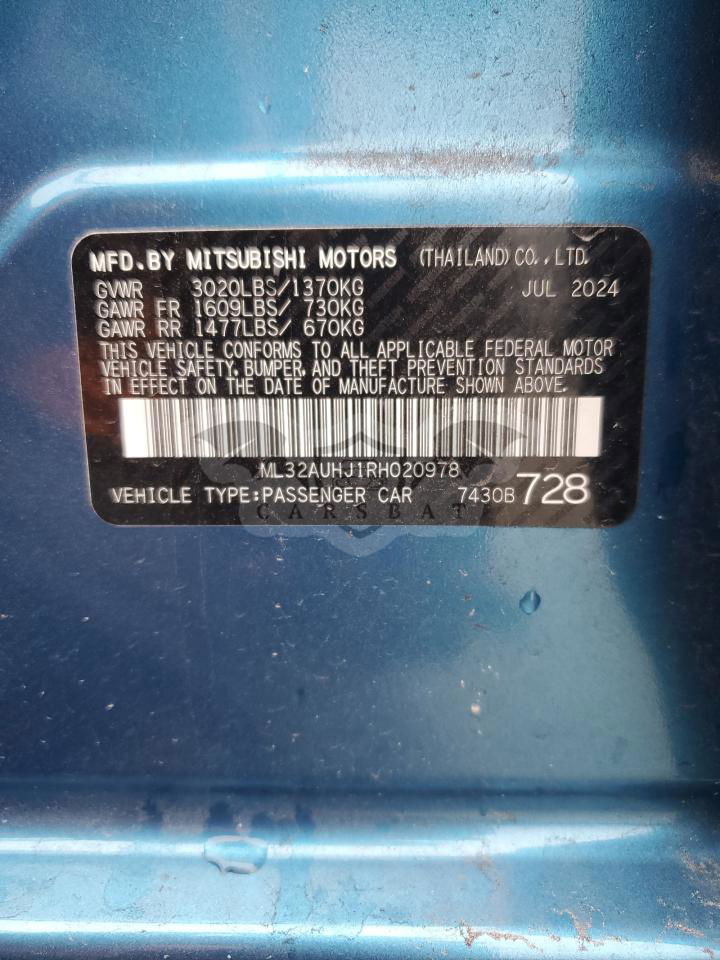 MFD.BY MITSUBISHI MOTORS (THAILAND)CO.,LTD.
GVWR 3020LBS/1370KG JUL 2024
GAWR FR 1609LBS/ 730KG
GAWR RR 1477LBS/ 670KG
THIS VEHICLE CONFORMS TO ALL APPLICABLE FEDERAL MOTOR
VEHICLE SAFETY, BUMPER, AND THEFT PREVENTION STANDARDS
IN EFFECT ON THE DATE OF MANUFACTURE SHOWN ABOVE.
ML32AUHJ1RH020978
VEHICLE TYPE:PASSENGER CAR 7430B 728